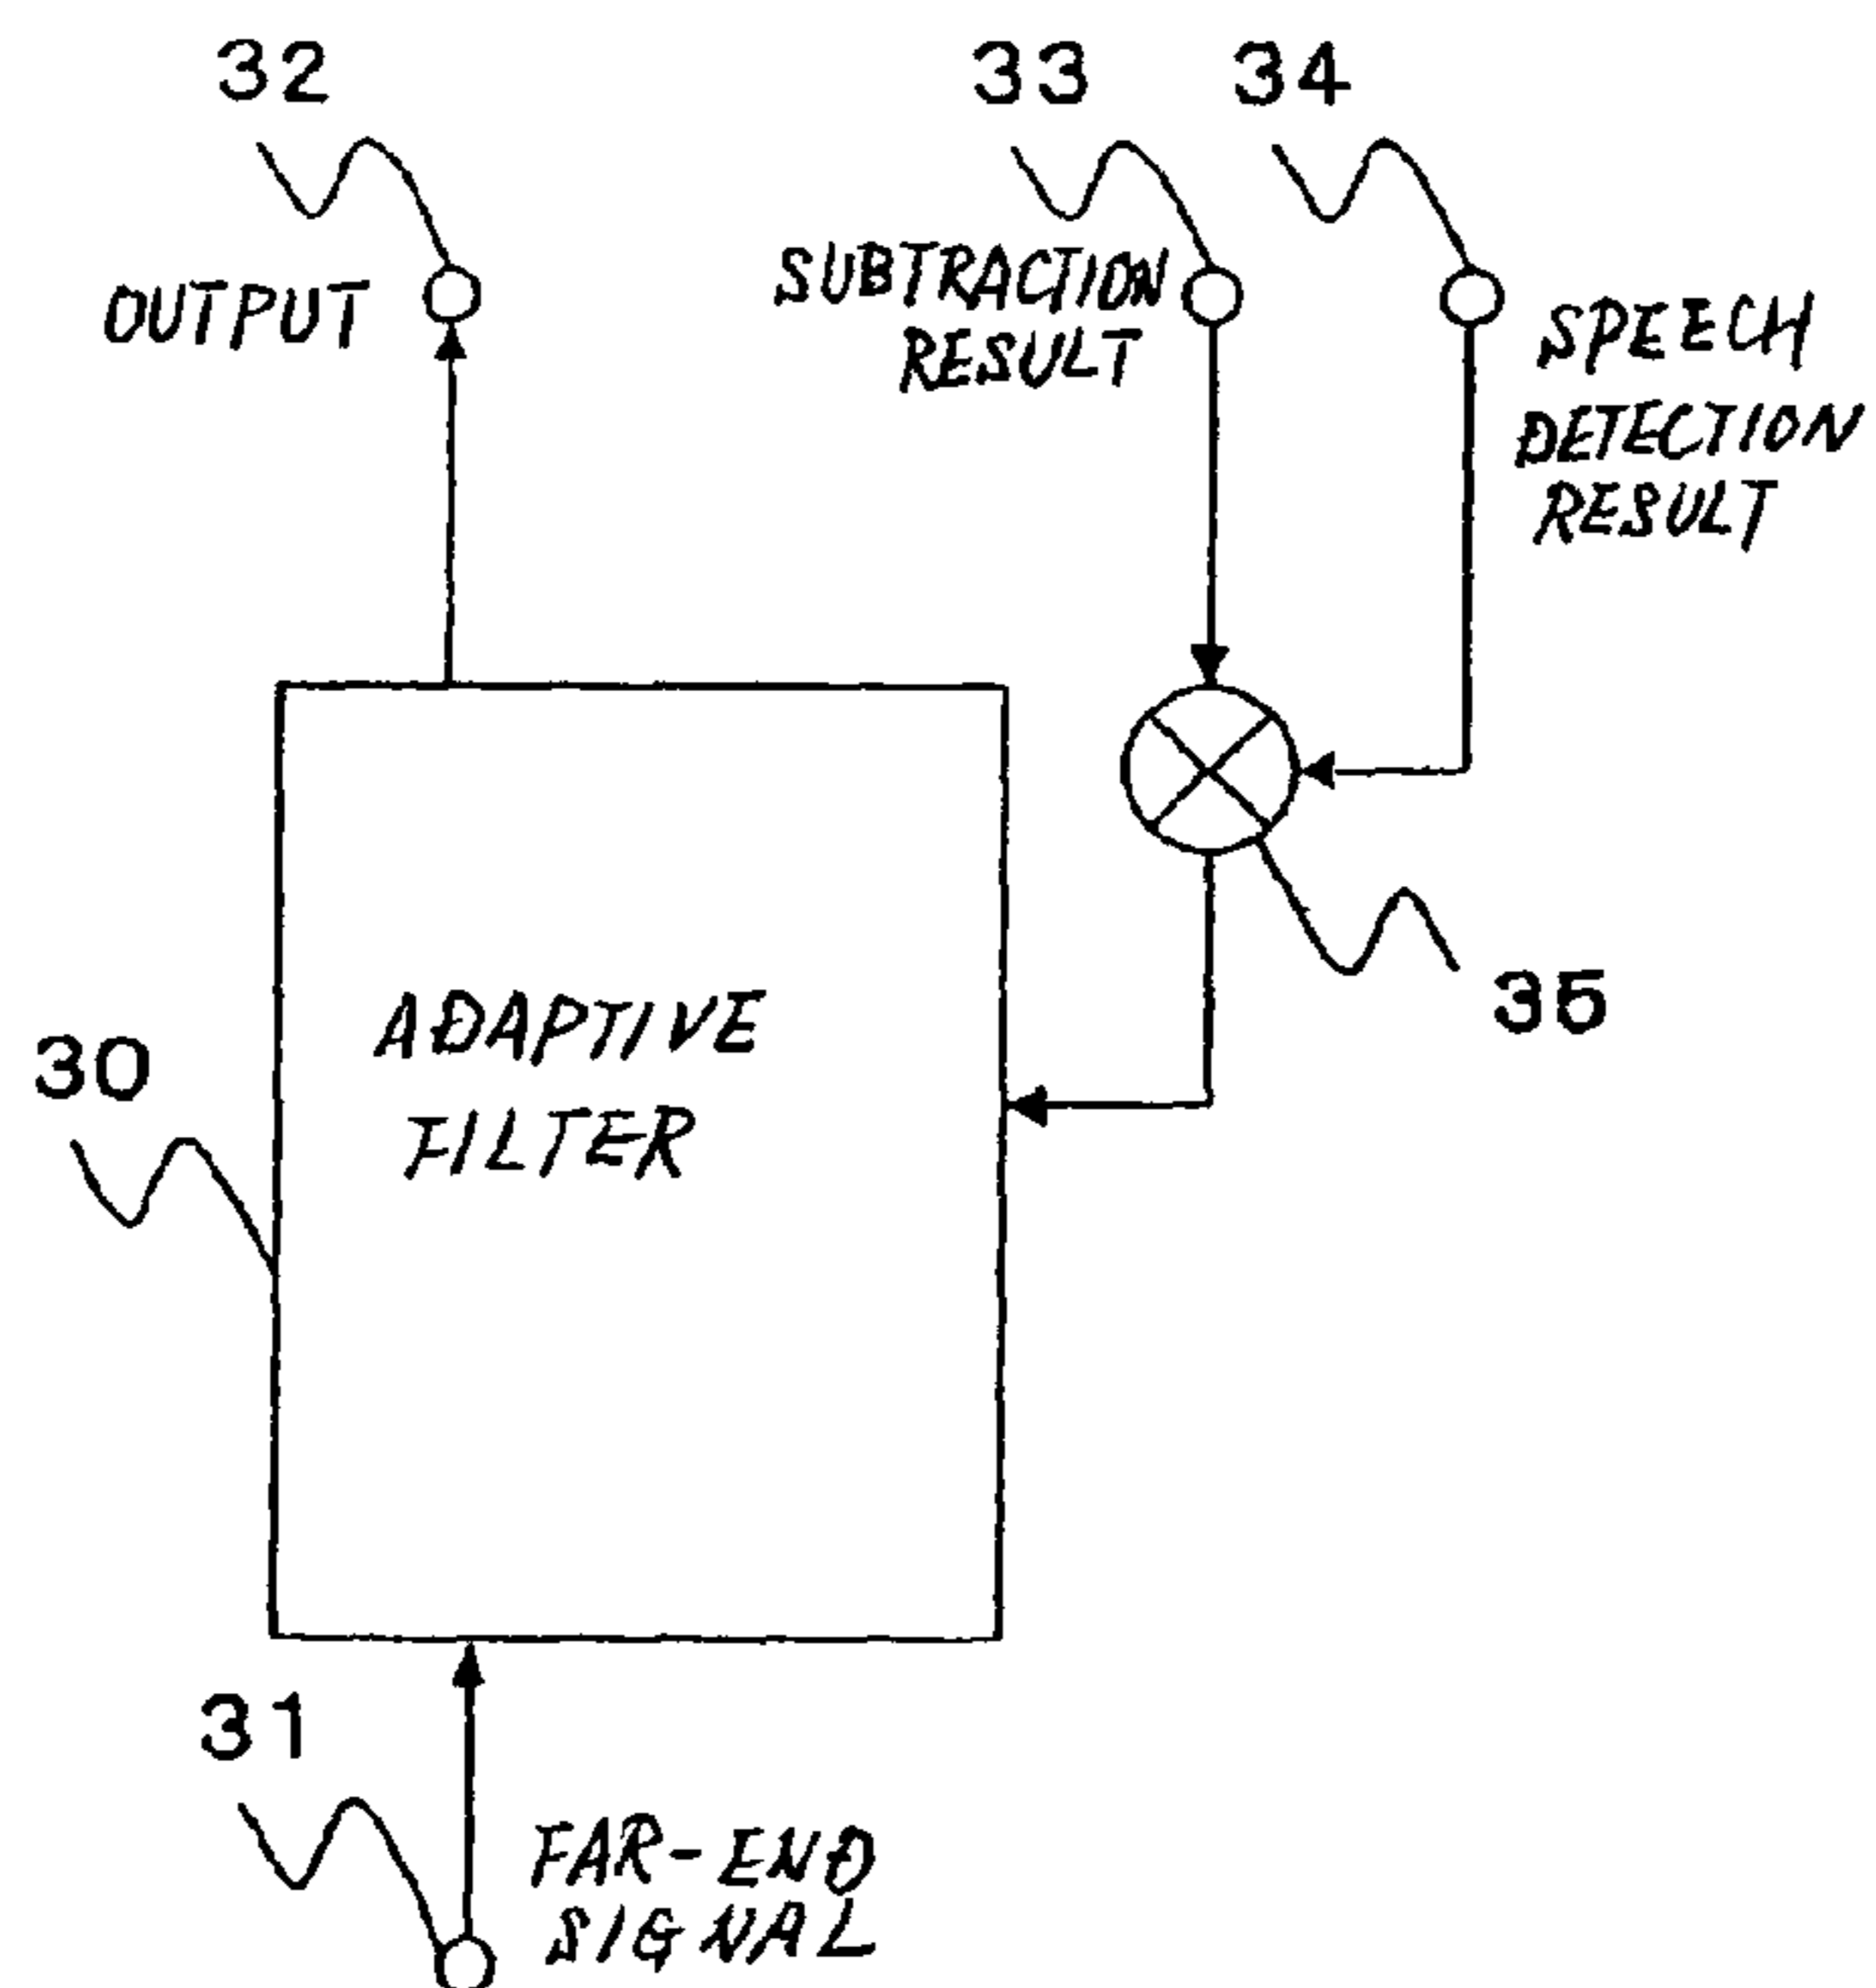 32
33
34
OUTPUT
SUBTRACTION
RESULT
SPEECH
DETECTION
RESULT
35
ADAPTIVE
FILTER
30
31
FAR-END
SIGNAL